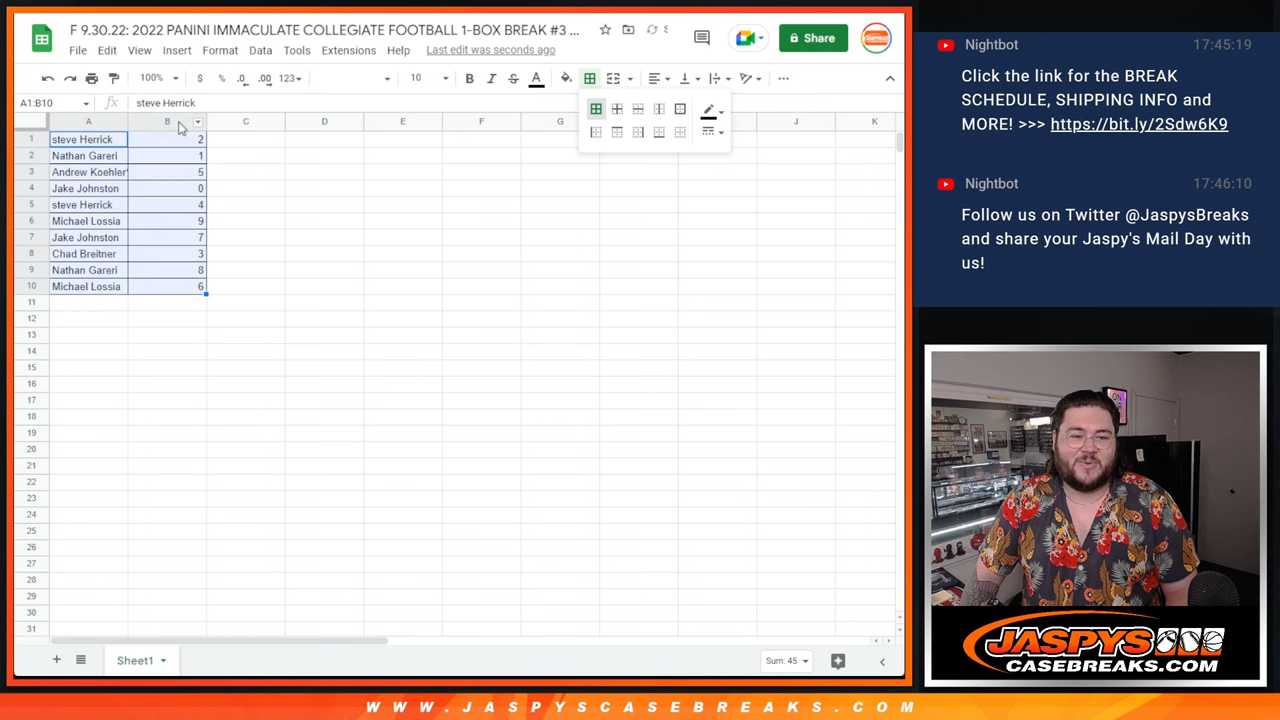 F 9.30.22: 2022 PANINI IMMACULATE COLLEGIATE FOOTBALL 1-BOX BREAK #3 ...
Share
File Edit View Insert Format Data Tools Extensions Help Last edit was seconds ago
100% $ % .0 .00 123 10 B I S A
A1:B10 fx steve Herrick
A B C D E F G J K
1 steve Herrick 2
2 Nathan Gareri 1
3 Andrew Koehler' 5
4 Jake Johnston 0
5 steve Herrick 4
6 Michael Lossia 9
7 Jake Johnston 7
8 Chad Breitner 3
9 Nathan Gareri 8
10 Michael Lossia 6
11
12
13
14
15
16
17
18
19
20
21
22
23
24
25
26
27
28
29
30
31
Sheet1
Sum: 45
Nightbot 17:45:19
Click the link for the BREAK
SCHEDULE, SHIPPING INFO and
MORE! >>> https://bit.ly/2Sdw6K9
Nightbot 17:46:10
Follow us on Twitter @JaspysBreaks
and share your Jaspy's Mail Day with
us!
JASPYS
CASEBREAKS.COM
WWW.JASPYSCASEBREAKS.COM